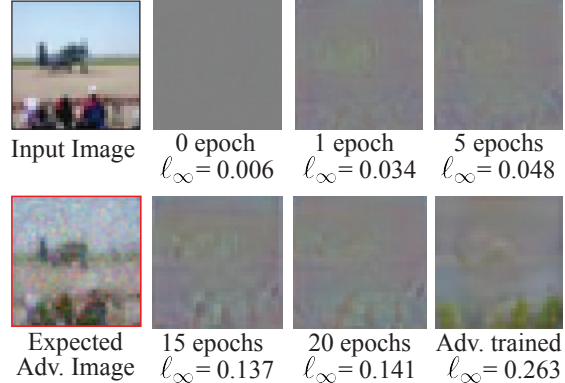 Input Image
0 epoch
ℓ∞= 0.006
1 epoch
ℓ∞= 0.034
5 epochs
ℓ∞= 0.048
Expected
Adv. Image
15 epochs
ℓ∞= 0.137
20 epochs
ℓ∞= 0.141
Adv. trained
ℓ∞= 0.263